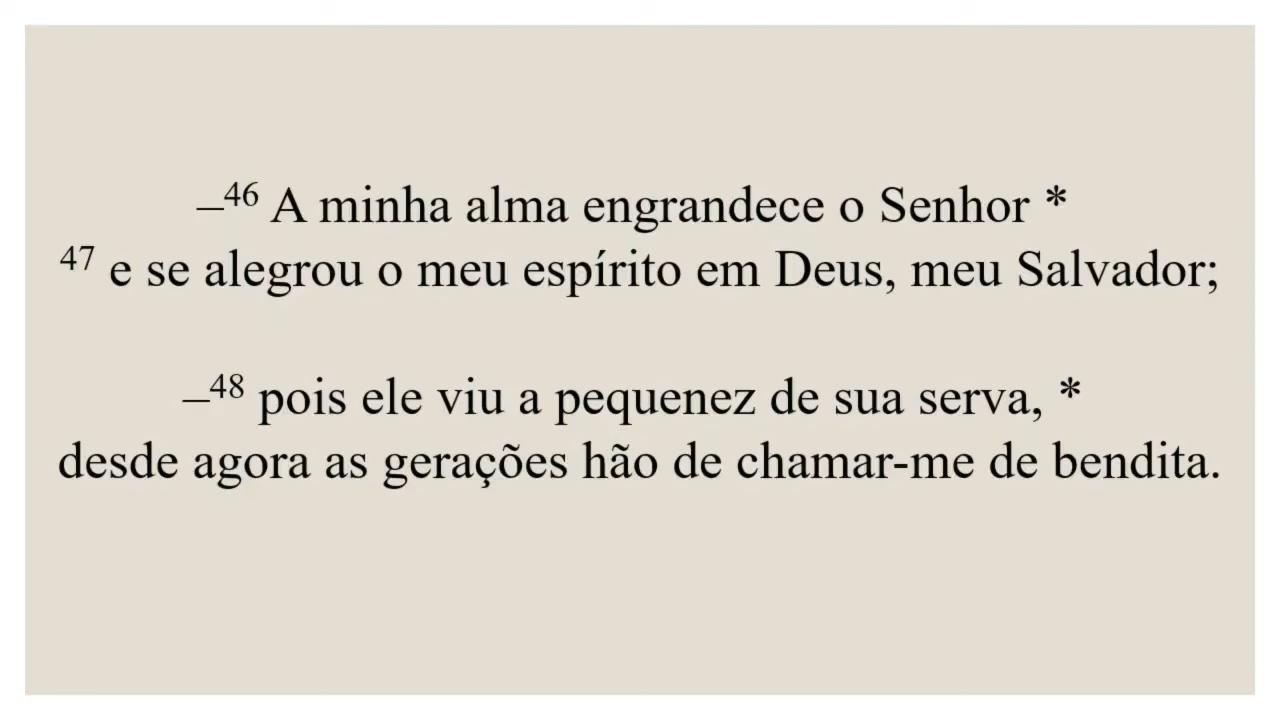 –46 A minha alma engrandece o Senhor *
47 e se alegrou o meu espírito em Deus, meu Salvador;
–48 pois ele viu a pequenez de sua serva, *
desde agora as gerações hão de chamar-me de bendita.